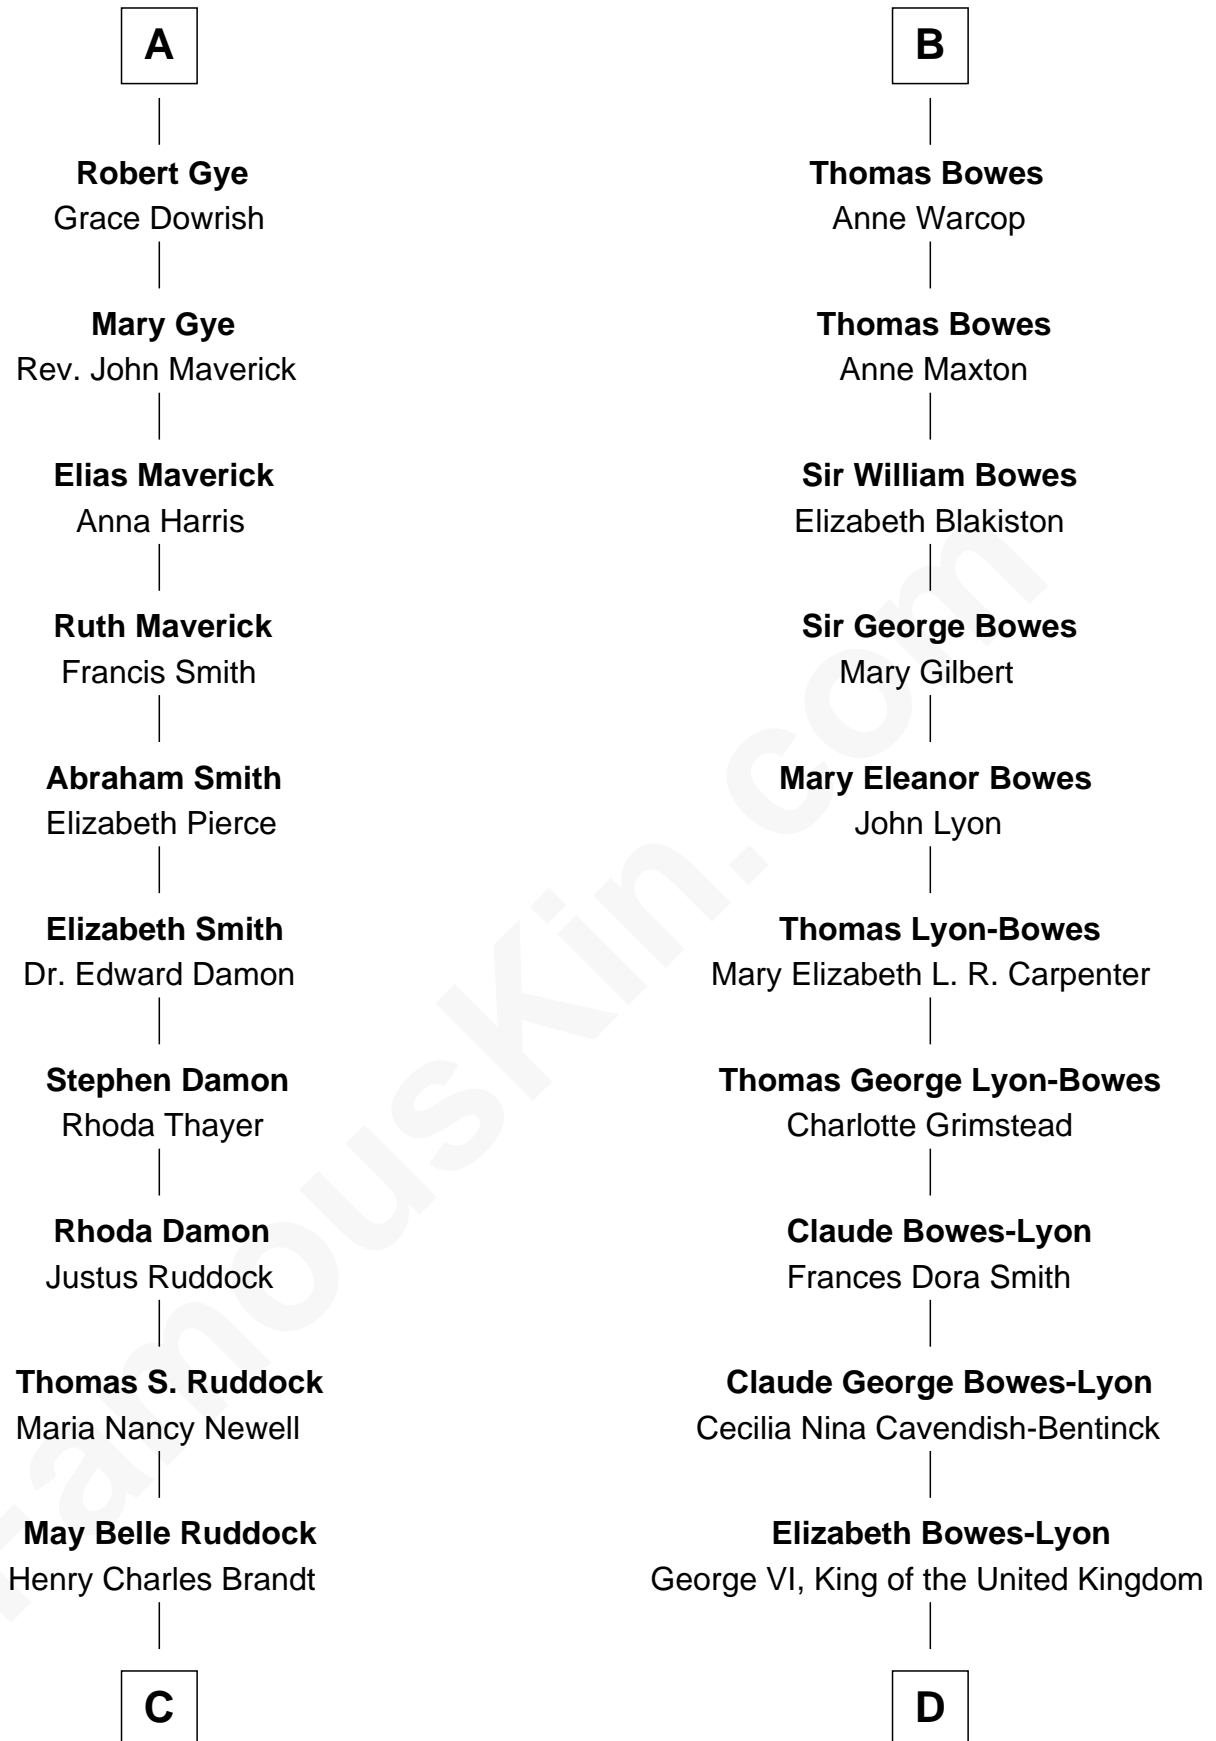 A
Robert Gye
Grace Dowrish
Mary Gye
Rev. John Maverick
Elias Maverick
Anna Harris
Ruth Maverick
Francis Smith
Abraham Smith
Elizabeth Pierce
Elizabeth Smith
Dr. Edward Damon
Stephen Damon
Rhoda Thayer
Rhoda Damon
Justus Ruddock
Thomas S. Ruddock
Maria Nancy Newell
May Belle Ruddock
Henry Charles Brandt
C
B
Thomas Bowes
Anne Warcop
Thomas Bowes
Anne Maxton
Sir William Bowes
Elizabeth Blakiston
Sir George Bowes
Mary Gilbert
Mary Eleanor Bowes
John Lyon
Thomas Lyon-Bowes
Mary Elizabeth L. R. Carpenter
Thomas George Lyon-Bowes
Charlotte Grimstead
Claude Bowes-Lyon
Frances Dora Smith
Claude George Bowes-Lyon
Cecilia Nina Cavendish-Bentinck
Elizabeth Bowes-Lyon
George VI, King of the United Kingdom
D
FamousKin.com